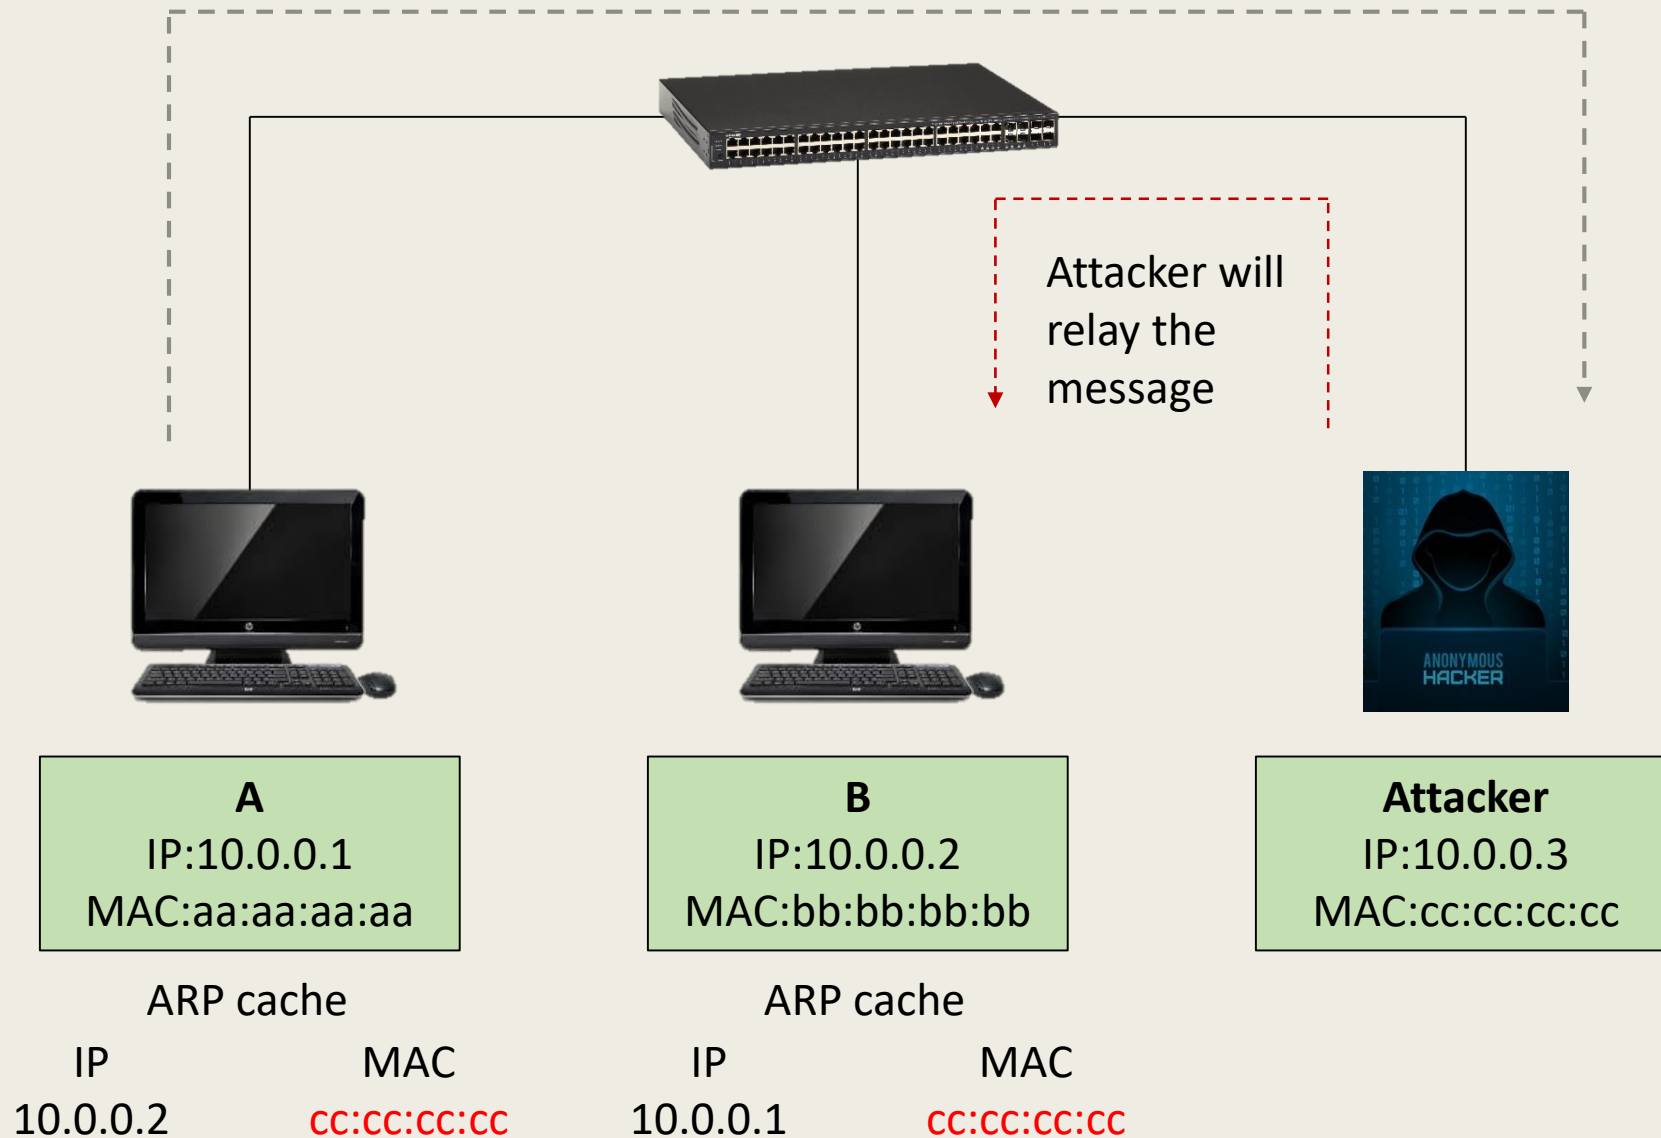 Attacker will
relay the
message
ANONYMOUS
HACKER
A
IP:10.0.0.1
MAC:aa:aa:aa:aa
B
IP:10.0.0.2
MAC:bb:bb:bb:bb
Attacker
IP:10.0.0.3
MAC:cc:cc:cc:cc
ARP cache
IP MAC
10.0.0.2 cc:cc:cc:cc
ARP cache
IP MAC
10.0.0.1 cc:cc:cc:cc